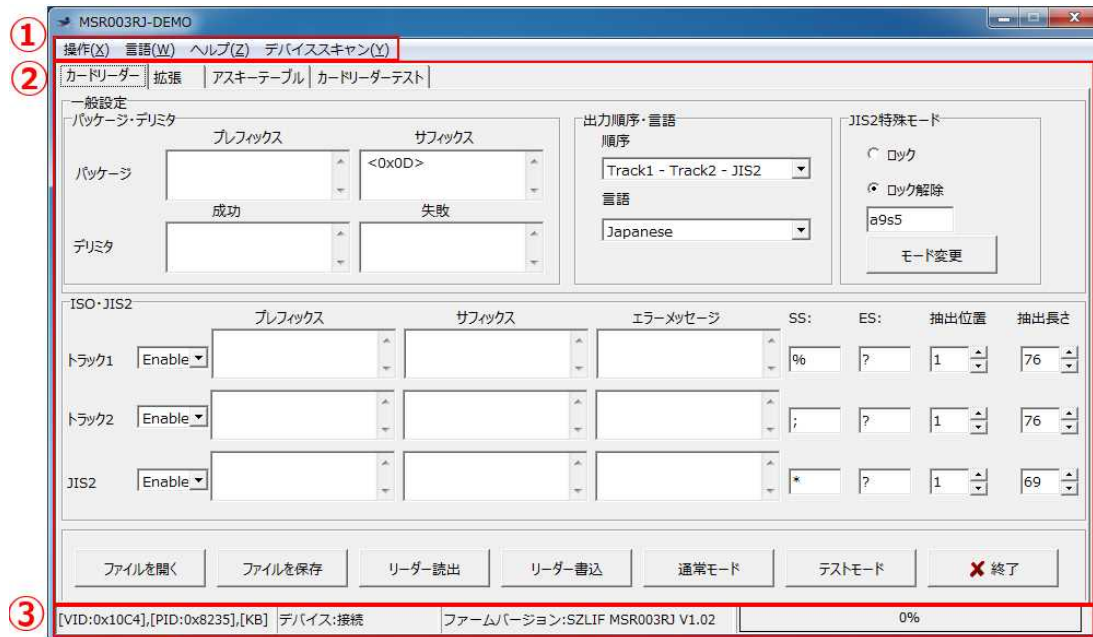 MSR003RJ-DEMO
①
操作(X) 言語(W) ヘルプ(Z) デバイススキャン(Y)
②
カードリーダー 拡張 アスキーテーブル カードリーダーテスト
一般設定
パッケージ・デリミタ 出力順序・言語 JIS2特殊モード
プレフィックス サフィックス 順序
パッケージ <0x0D> Track1 - Track2 - JIS2 ロック
言語 ロック解除
成功 失敗 Japanese a9s5
デリミタ モード変更
ISO・JIS2
プレフィックス サフィックス エラーメッセージ SS: ES: 抽出位置 抽出長さ
トラック1 Enable % ? 1 76
トラック2 Enable ; ? 1 76
JIS2 Enable * ? 1 69
ファイルを開く ファイルを保存 リーダー読出 リーダー書込 通常モード テストモード 終了
③
[VID:0x10C4],[PID:0x8235],[KB] デバイス:接続 ファームバージョン:SZLIF MSR003RJ V1.02 0%